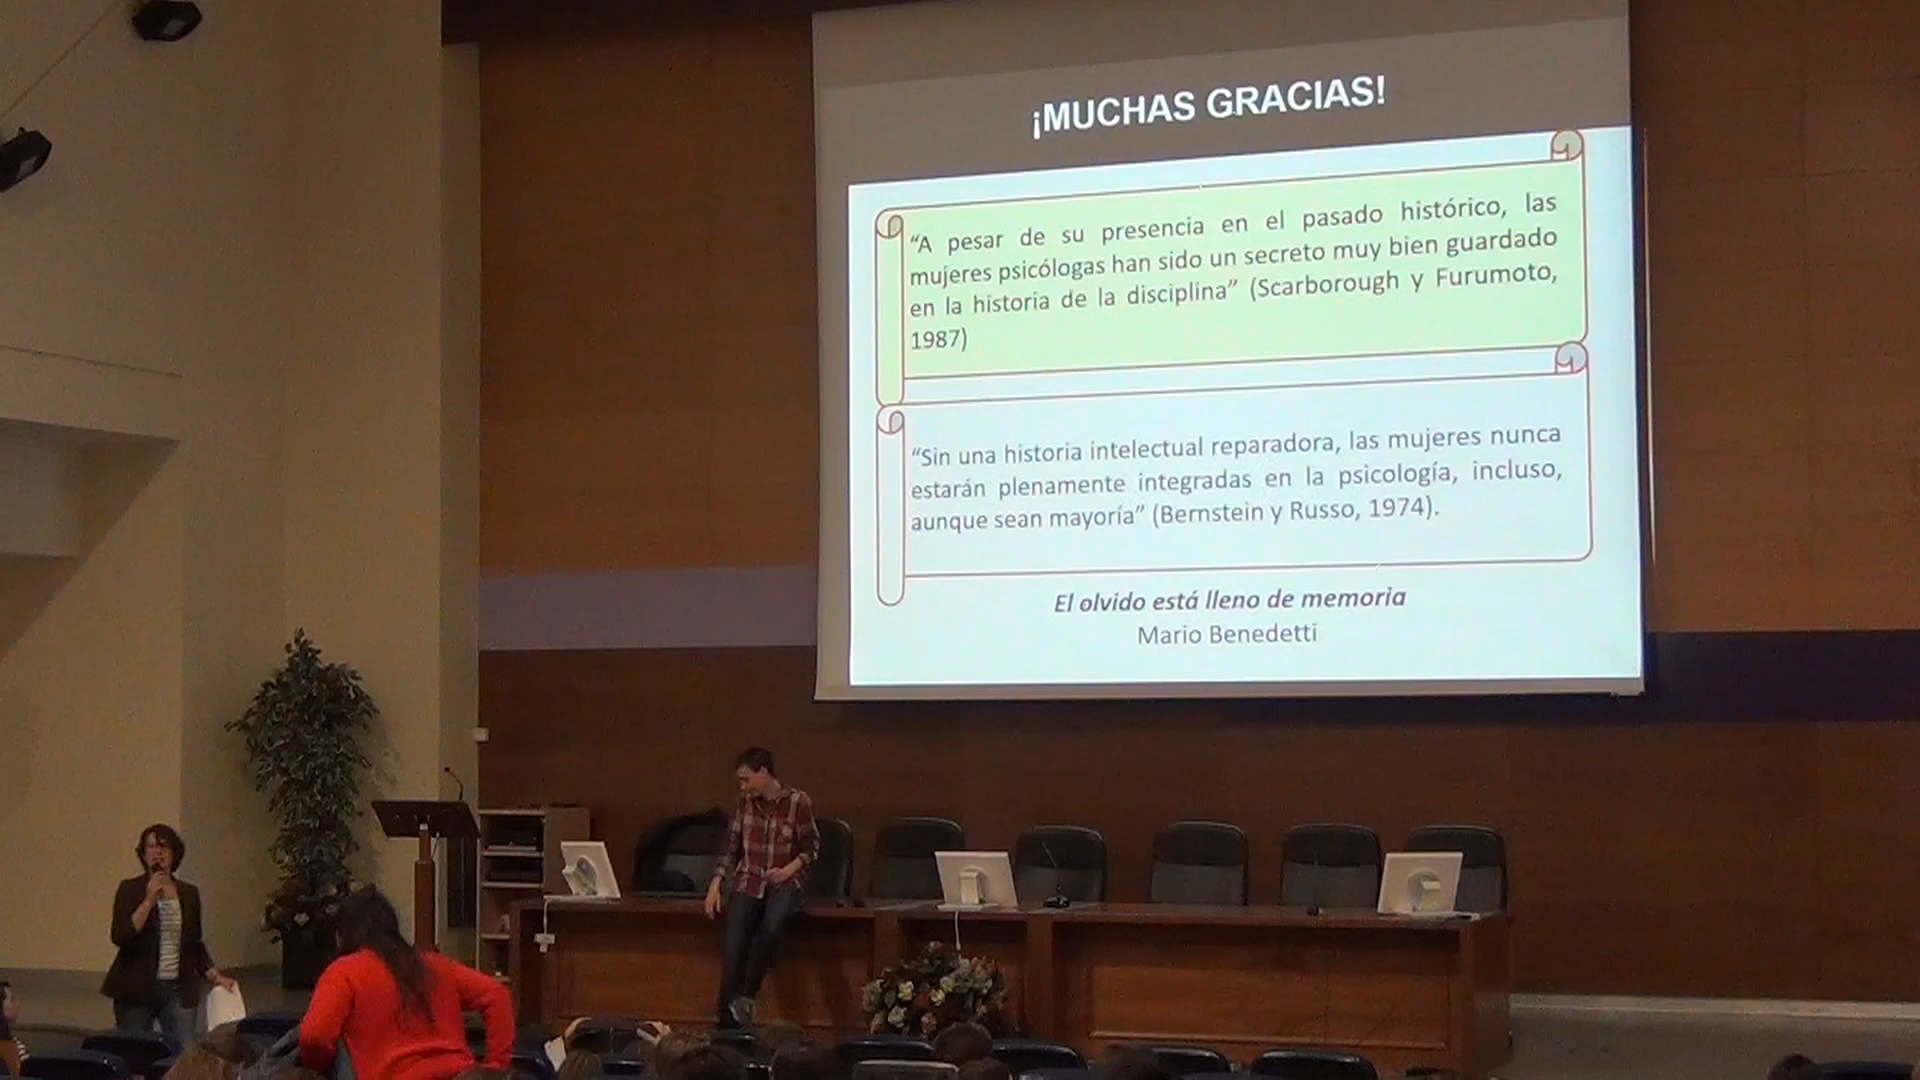 ¡MUCHAS GRACIAS!
“A pesar de su presencia en el pasado histórico, las
mujeres psicólogas han sido un secreto muy bien guardado
en la historia de la disciplina” (Scarborough y Furumoto,
1987)
“Sin una historia intelectual reparadora, las mujeres nunca
estarán plenamente integradas en la psicología, incluso,
aunque sean mayoría” (Bernstein y Russo, 1974).
El olvido está lleno de memoria
Mario Benedetti